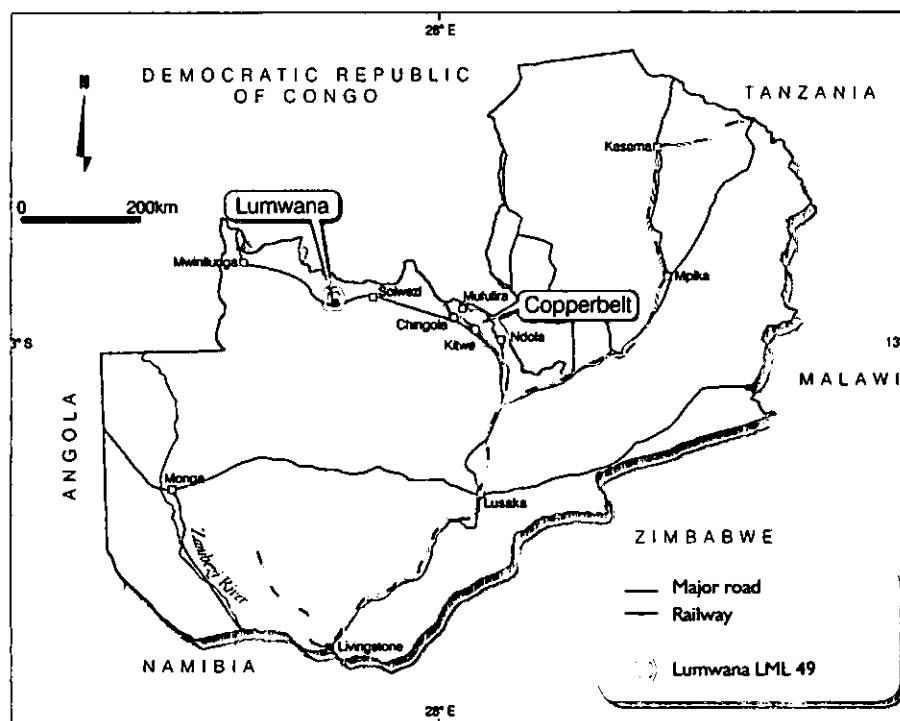 28° E
N
DEMOCRATIC REPUBLIC
OF CONGO
TANZANIA
Kasama
0 200km
Lumwana
Mwinilunga
Solwezi
Mufulira
Mpika
Copperbelt
Chingola
Kitwe
Ndola
° S
13
MALAWI
ANGOLA
Mongu
Lusaka
Zambezi River
ZIMBABWE
Major road
Railway
Livingstone
NAMIBIA
Lumwana LML 49
28° E